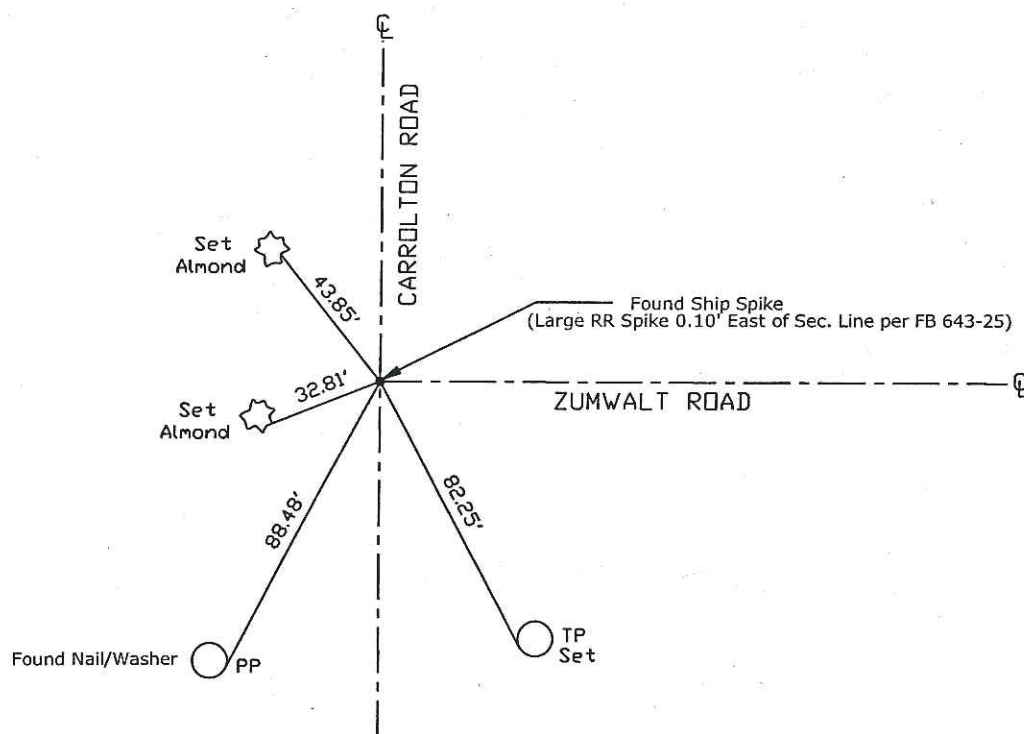 ℄
CARROLTON ROAD
Set
Almond
43.85'
Found Ship Spike
(Large RR Spike 0.10' East of Sec. Line per FB 643-25)
32.81'
℄
ZUMWALT ROAD
Set
Almond
88.48'
82.25'
TP
Set
Found Nail/Washer
PP